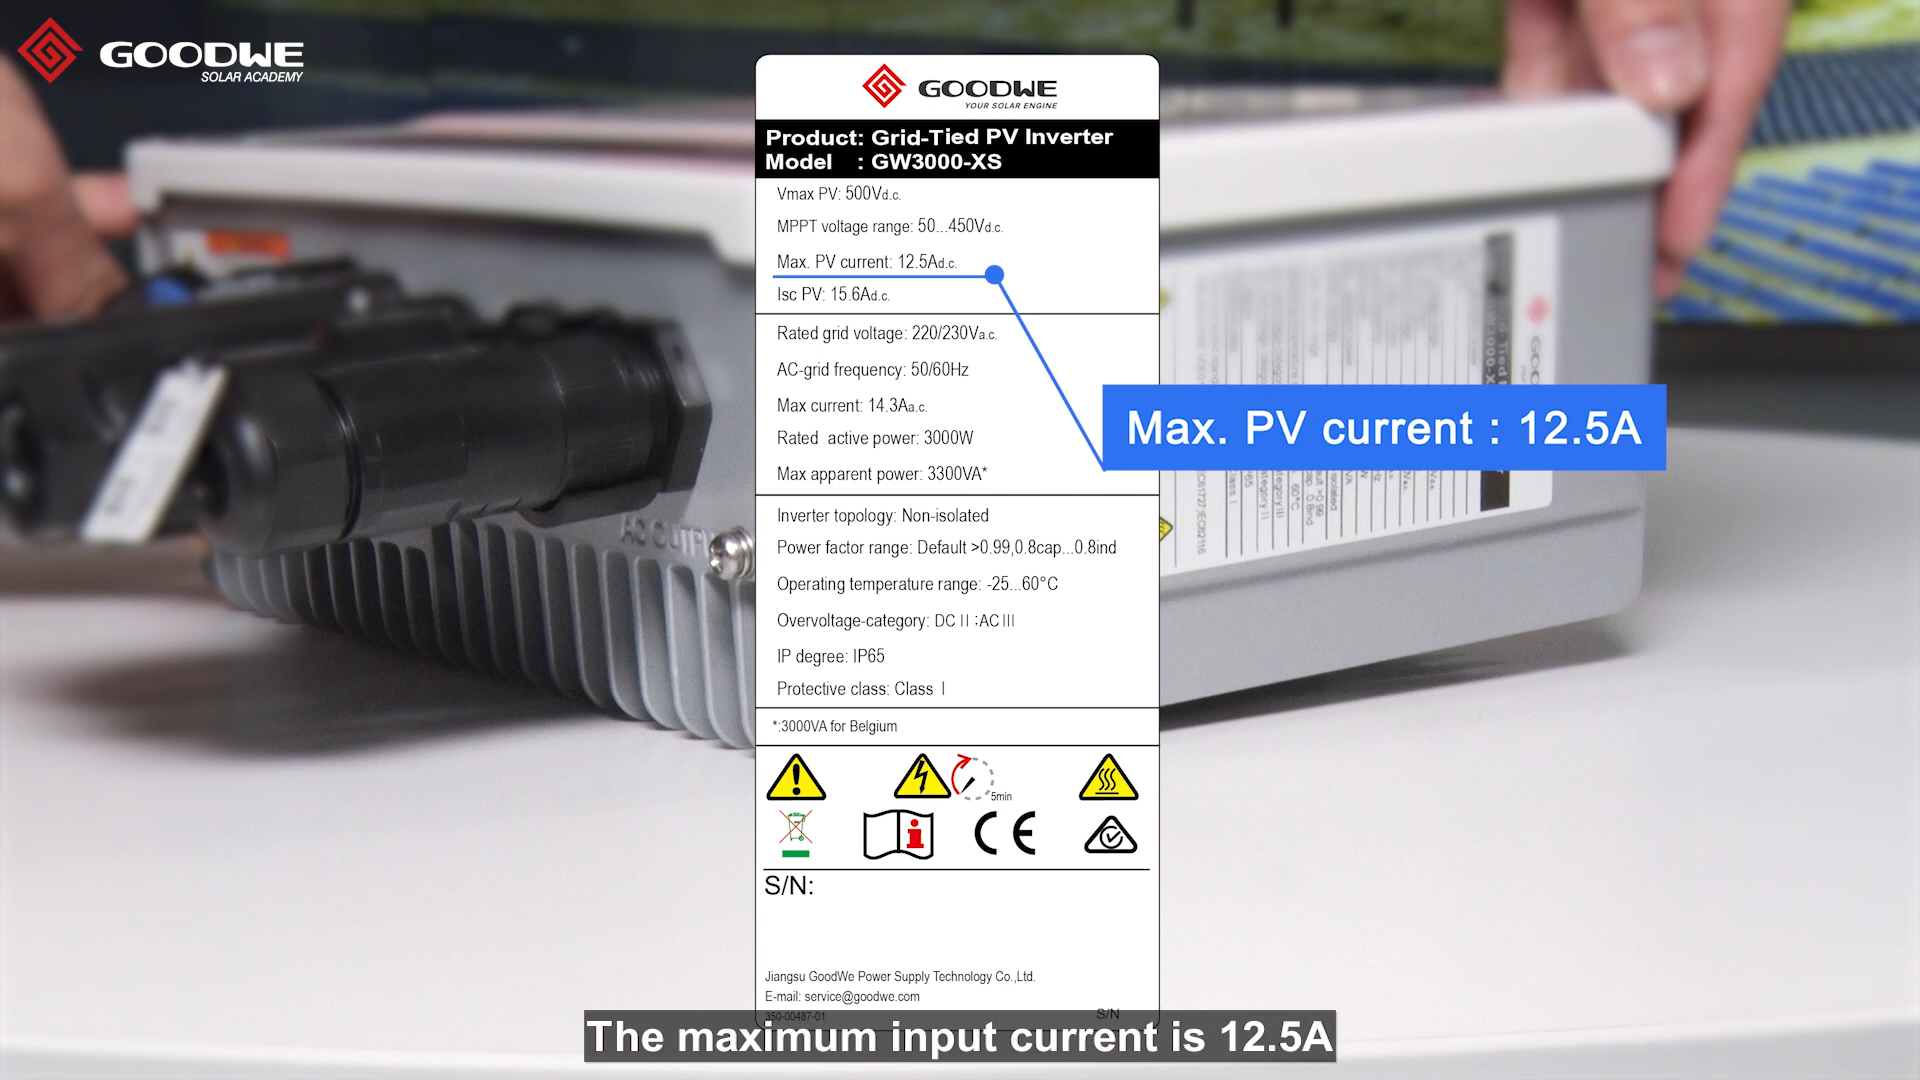 GOODWE
SOLAR ACADEMY
GOODWE
YOUR SOLAR ENGINE
Product: Grid-Tied PV Inverter
Model : GW3000-XS
Vmax PV: 500Vd.c.
MPPT voltage range: 50...450Vd.c.
Max. PV current: 12.5Ad.c.
Isc PV: 15.6Ad.c.
Rated grid voltage: 220/230Va.c.
AC-grid frequency: 50/60Hz
Max current: 14.3Aa.c.
Rated active power: 3000W
Max apparent power: 3300VA*
Max. PV current : 12.5A
Inverter topology: Non-isolated
Power factor range: Default >0.99,0.8cap...0.8ind
Operating temperature range: -25...60°C
Overvoltage-category: DC II ;AC III
IP degree: IP65
Protective class: Class I
*:3000VA for Belgium
5min
CE
S/N:
Jiangsu GoodWe Power Supply Technology Co.,Ltd.
E-mail: service@goodwe.com
350-00487-01
S/N
The maximum input current is 12.5A
AC OUTPU